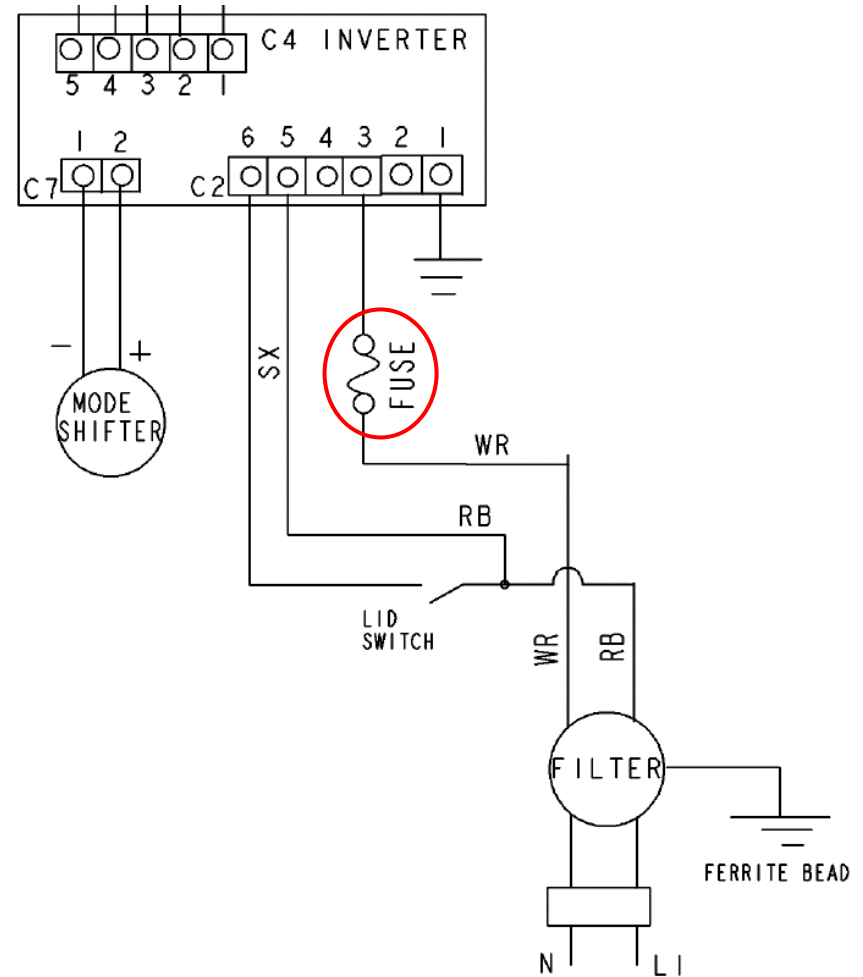 C4 INVERTER
5 4 3 2 1
1 2
C7
6 5 4 3 2 1
C2
SX
FUSE
- +
MODE
SHIFTER
WR
RB
LID
SWITCH
WR
RB
FILTER
FERRITE BEAD
N
L1